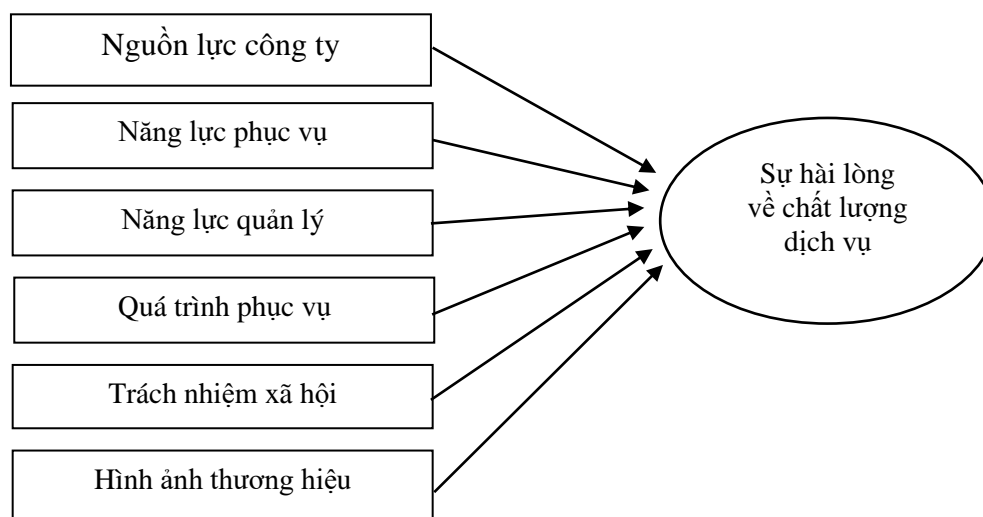 Nguồn lực công ty
Năng lực phục vụ
Năng lực quản lý
Quá trình phục vụ
Trách nhiệm xã hội
Hình ảnh thương hiệu
Sự hài lòng
về chất lượng
dịch vụ